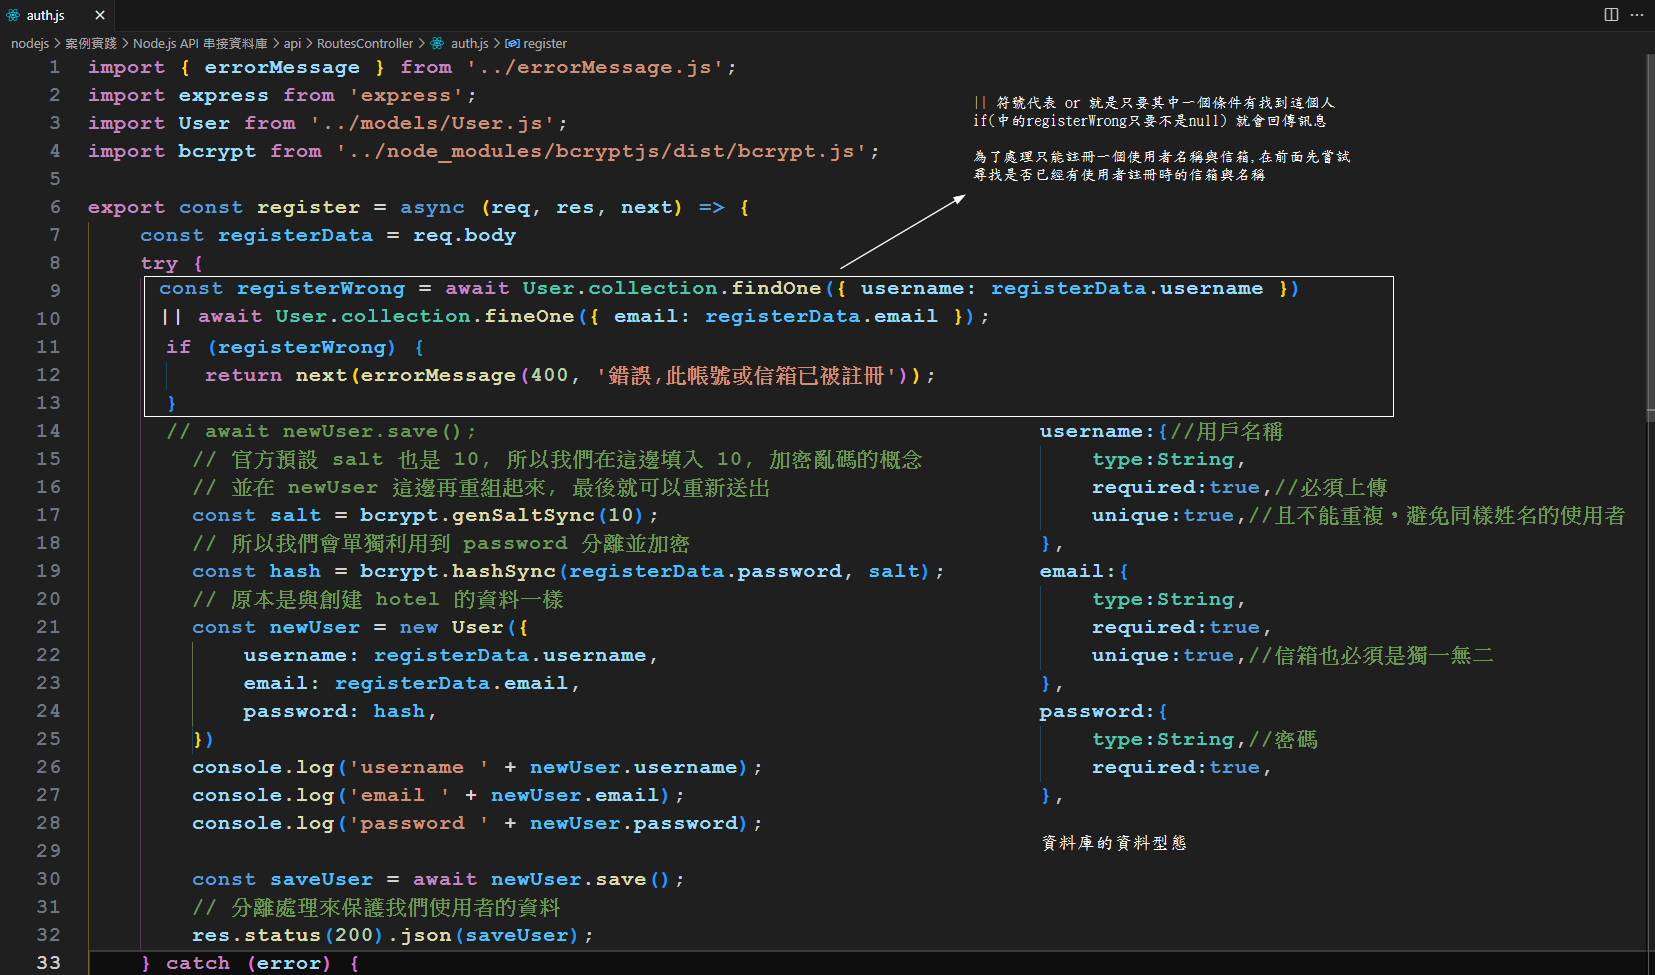 auth.js
nodejs > 案例實踐 > Node.js API 串接資料庫 > api > RoutesController > auth.js > register
1 import { errorMessage } from '../errorMessage.js';
2 import express from 'express';
3 import User from '../models/User.js';
4 import bcrypt from '../node_modules/bcryptjs/dist/bcrypt.js';
5
6 export const register = async (req, res, next) => {
7 const registerData = req.body
8 try {
9 const registerWrong = await User.collection.findOne({ username: registerData.username })
10 || await User.collection.fineOne({ email: registerData.email });
11 if (registerWrong) {
12 return next(errorMessage(400, '錯誤,此帳號或信箱已被註冊'));
13 }
14 // await newUser.save();
15 // 官方預設 salt 也是 10, 所以我們在這邊填入 10, 加密亂碼的概念
16 // 並在 newUser 這邊再重組起來, 最後就可以重新送出
17 const salt = bcrypt.genSaltSync(10);
18 // 所以我們會單獨利用到 password 分離並加密
19 const hash = bcrypt.hashSync(registerData.password, salt);
20 // 原本是與創建 hotel 的資料一樣
21 const newUser = new User({
22 username: registerData.username,
23 email: registerData.email,
24 password: hash,
25 })
26 console.log('username ' + newUser.username);
27 console.log('email ' + newUser.email);
28 console.log('password ' + newUser.password);
29
30 const saveUser = await newUser.save();
31 // 分離處理來保護我們使用者的資料
32 res.status(200).json(saveUser);
33 } catch (error) {
|| 符號代表 or 就是只要其中一個條件有找到這個人
if(中的registerWrong只要不是null) 就會回傳訊息
為了處理只能註冊一個使用者名稱與信箱,在前面先嘗試
尋找是否已經有使用者註冊時的信箱與名稱
username:{//用戶名稱
type:String,
required:true,//必須上傳
unique:true,//且不能重複，避免同樣姓名的使用者
},
email:{
type:String,
required:true,
unique:true,//信箱也必須是獨一無二
},
password:{
type:String,//密碼
required:true,
},
資料庫的資料型態